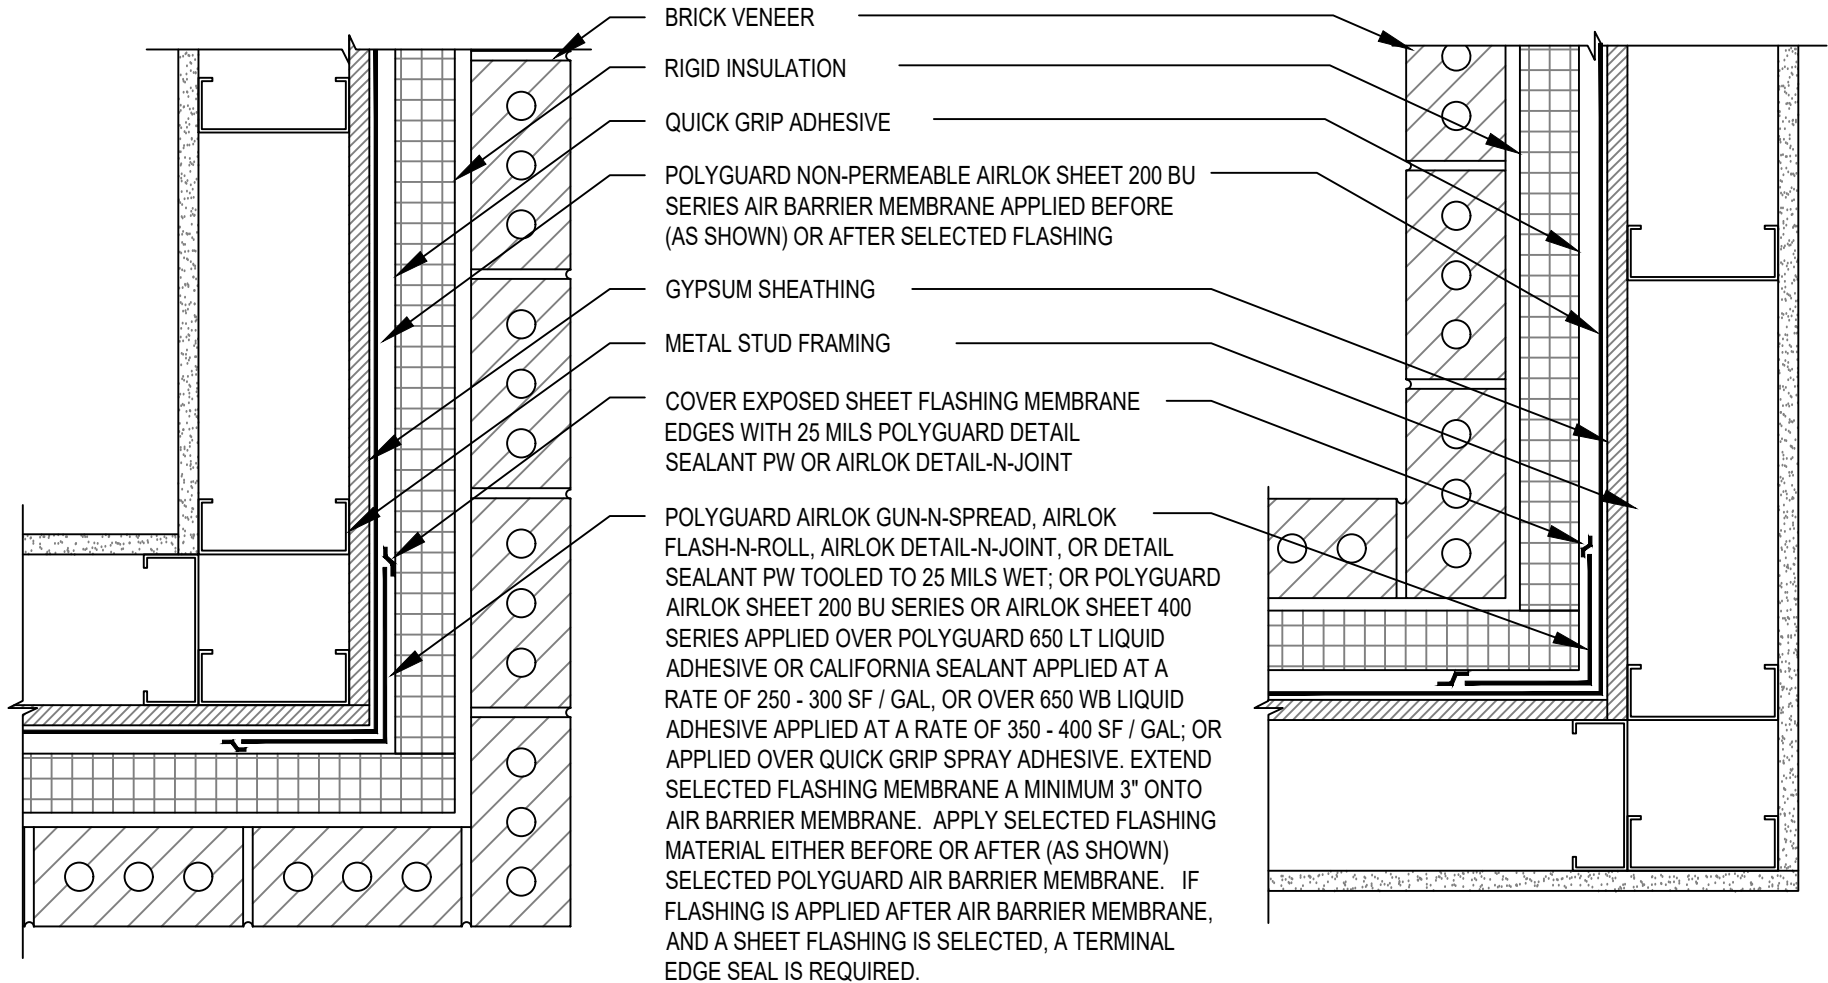 BRICK VENEER
RIGID INSULATION
QUICK GRIP ADHESIVE
POLYGUARD NON-PERMEABLE AIRLOK SHEET 200 BU
SERIES AIR BARRIER MEMBRANE APPLIED BEFORE
(AS SHOWN) OR AFTER SELECTED FLASHING
GYPSUM SHEATHING
METAL STUD FRAMING
COVER EXPOSED SHEET FLASHING MEMBRANE
EDGES WITH 25 MILS POLYGUARD DETAIL
SEALANT PW OR AIRLOK DETAIL-N-JOINT
POLYGUARD AIRLOK GUN-N-SPREAD, AIRLOK
FLASH-N-ROLL, AIRLOK DETAIL-N-JOINT, OR DETAIL
SEALANT PW TOOLED TO 25 MILS WET; OR POLYGUARD
AIRLOK SHEET 200 BU SERIES OR AIRLOK SHEET 400
SERIES APPLIED OVER POLYGUARD 650 LT LIQUID
ADHESIVE OR CALIFORNIA SEALANT APPLIED AT A
RATE OF 250 - 300 SF / GAL, OR OVER 650 WB LIQUID
ADHESIVE APPLIED AT A RATE OF 350 - 400 SF / GAL; OR
APPLIED OVER QUICK GRIP SPRAY ADHESIVE. EXTEND
SELECTED FLASHING MEMBRANE A MINIMUM 3" ONTO
AIR BARRIER MEMBRANE.  APPLY SELECTED FLASHING
MATERIAL EITHER BEFORE OR AFTER (AS SHOWN)
SELECTED POLYGUARD AIR BARRIER MEMBRANE.   IF
FLASHING IS APPLIED AFTER AIR BARRIER MEMBRANE,
AND A SHEET FLASHING IS SELECTED, A TERMINAL
EDGE SEAL IS REQUIRED.